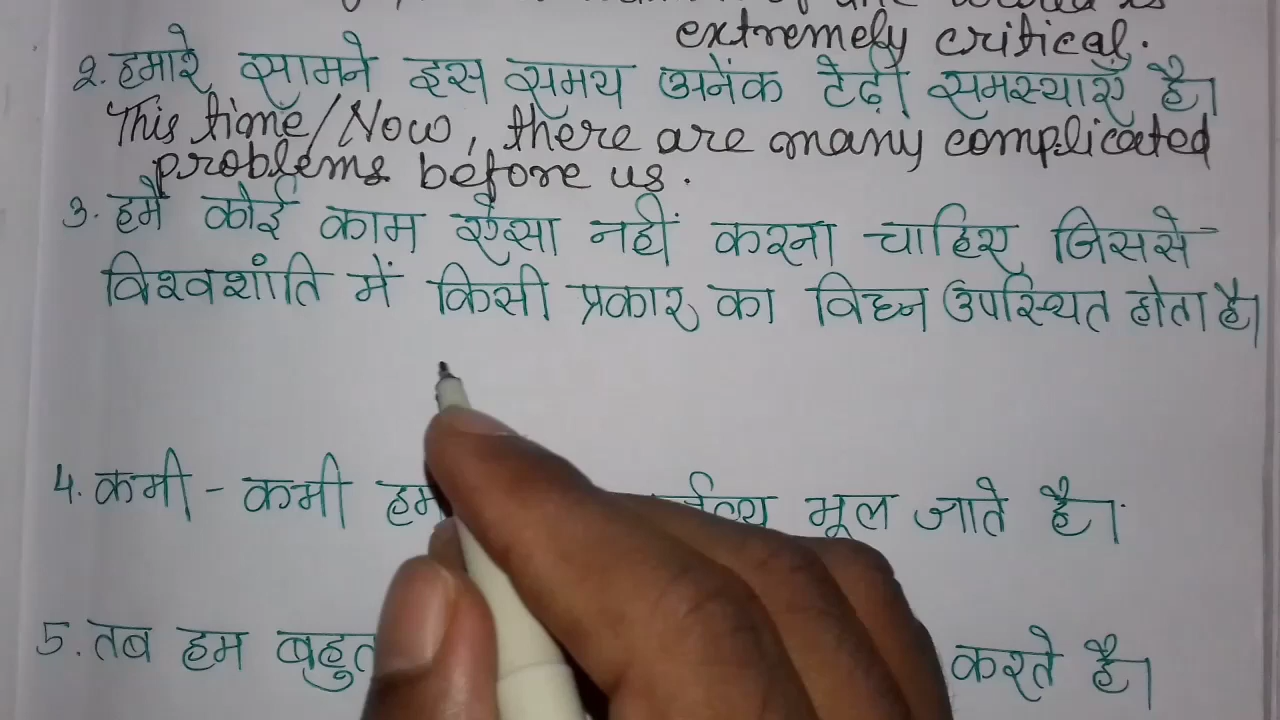 extremely critical.
2. हमारे सामने इस समय अनेंक टेढ़ी समस्याएँ है।
This time/Now, there are many complicated
problems before us.
3. हमें कोई काम ऐसा नहीं करना चाहिए जिससे
विश्वशांति में किसी प्रकार का विघ्न उपस्थित होता है।
4. कभी - कभी हम भूल जाते है।
5. तब हम बहुत करते है।